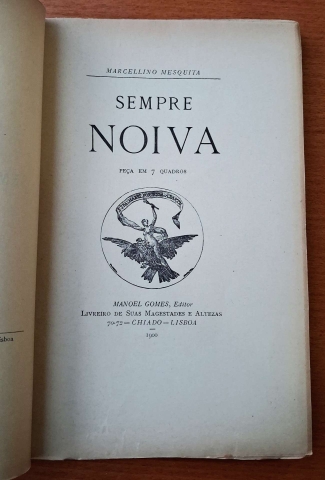 MARCELLINO MESQUITA
SEMPRE
NOIVA
PEÇA EM 7 QUADROS
MANOEL GOMES, Editor
LIVREIRO DE SUAS MAGESTADES E ALTEZAS
70-72 — CHIADO — LISBOA
1900
isboa